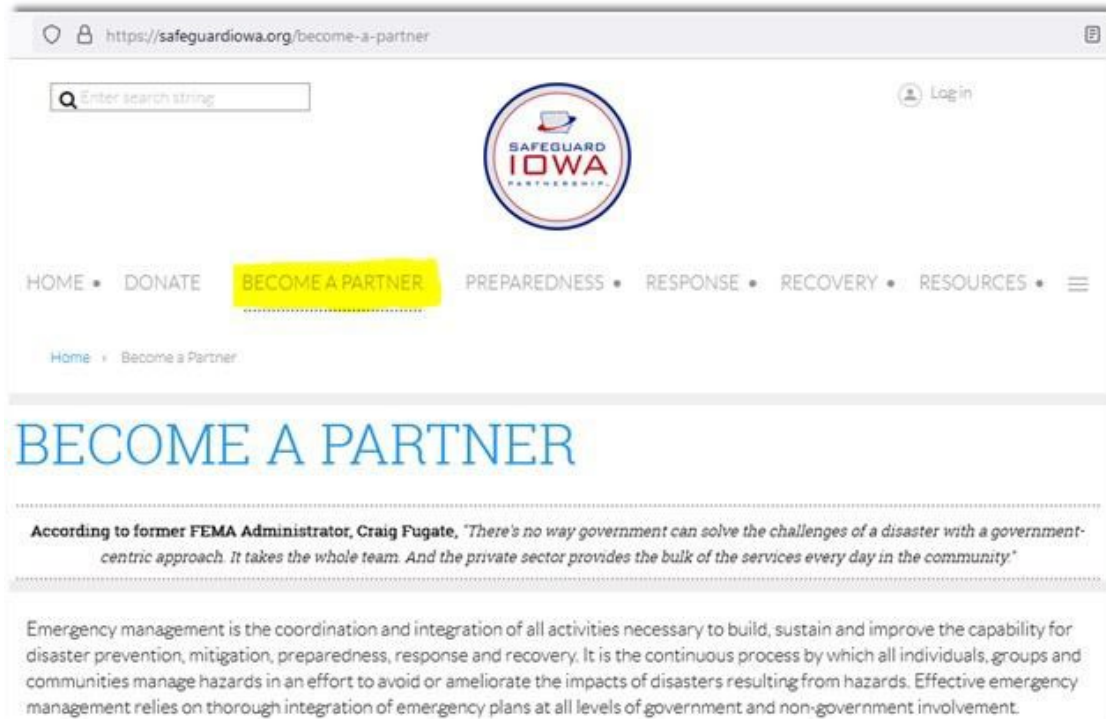 https://safeguardiowa.org/become-a-partner
Enter search string
Log in
SAFEGUARD
IOWA
PARTNERSHIP
HOME • DONATE BECOME A PARTNER PREPAREDNESS • RESPONSE • RECOVERY • RESOURCES •
Home › Become a Partner
BECOME A PARTNER
According to former FEMA Administrator, Craig Fugate, "There's no way government can solve the challenges of a disaster with a government-
centric approach. It takes the whole team. And the private sector provides the bulk of the services every day in the community."
Emergency management is the coordination and integration of all activities necessary to build, sustain and improve the capability for
disaster prevention, mitigation, preparedness, response and recovery. It is the continuous process by which all individuals, groups and
communities manage hazards in an effort to avoid or ameliorate the impacts of disasters resulting from hazards. Effective emergency
management relies on thorough integration of emergency plans at all levels of government and non-government involvement.